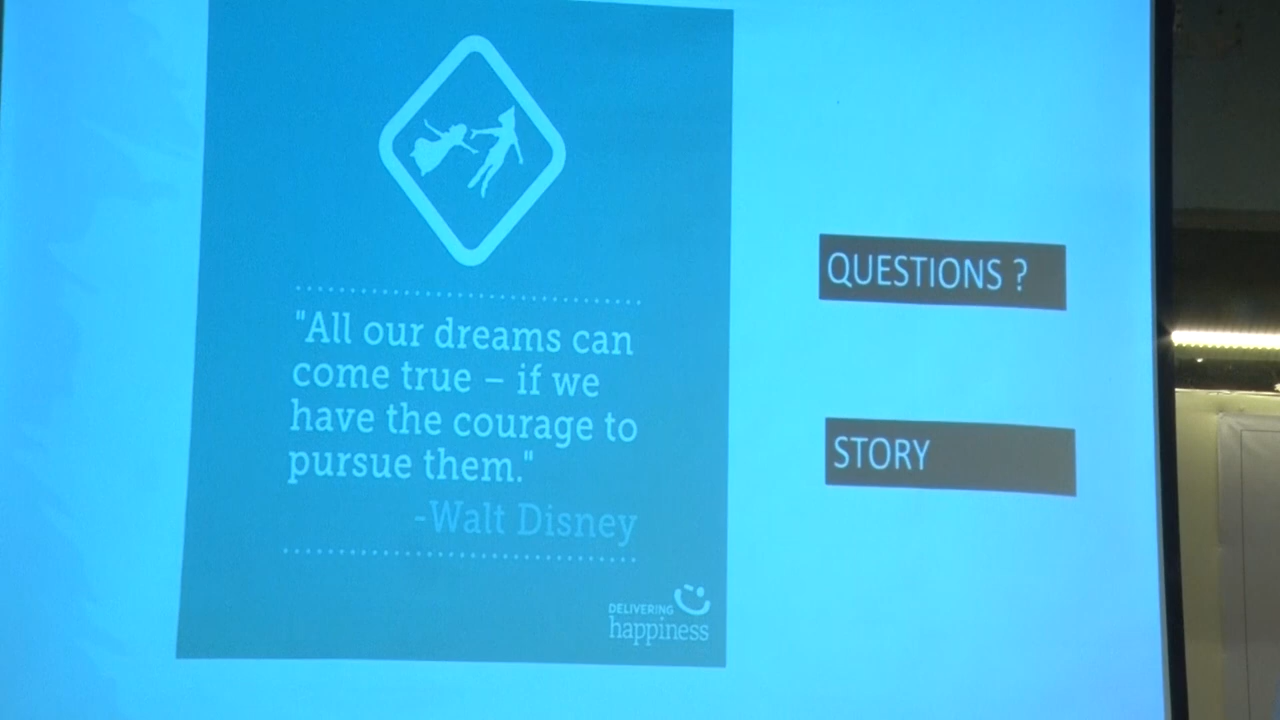 "All our dreams can
come true – if we
have the courage to
pursue them."
-Walt Disney
DELIVERING
happiness
QUESTIONS ?
STORY